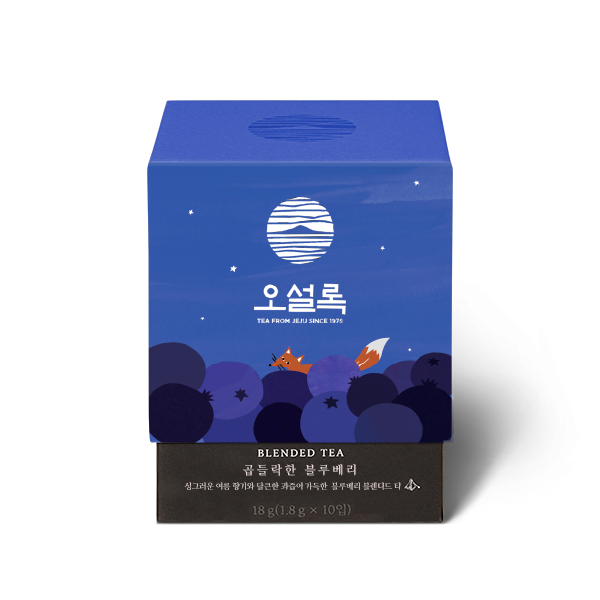 오설록
TEA FROM JEJU SINCE 1979
BLENDED TEA
곱들락한 블루베리
싱그러운 여름 향기와 달큰한 과즙이 가득한 블루베리 블렌디드 티
18 g(1.8 g × 10입)